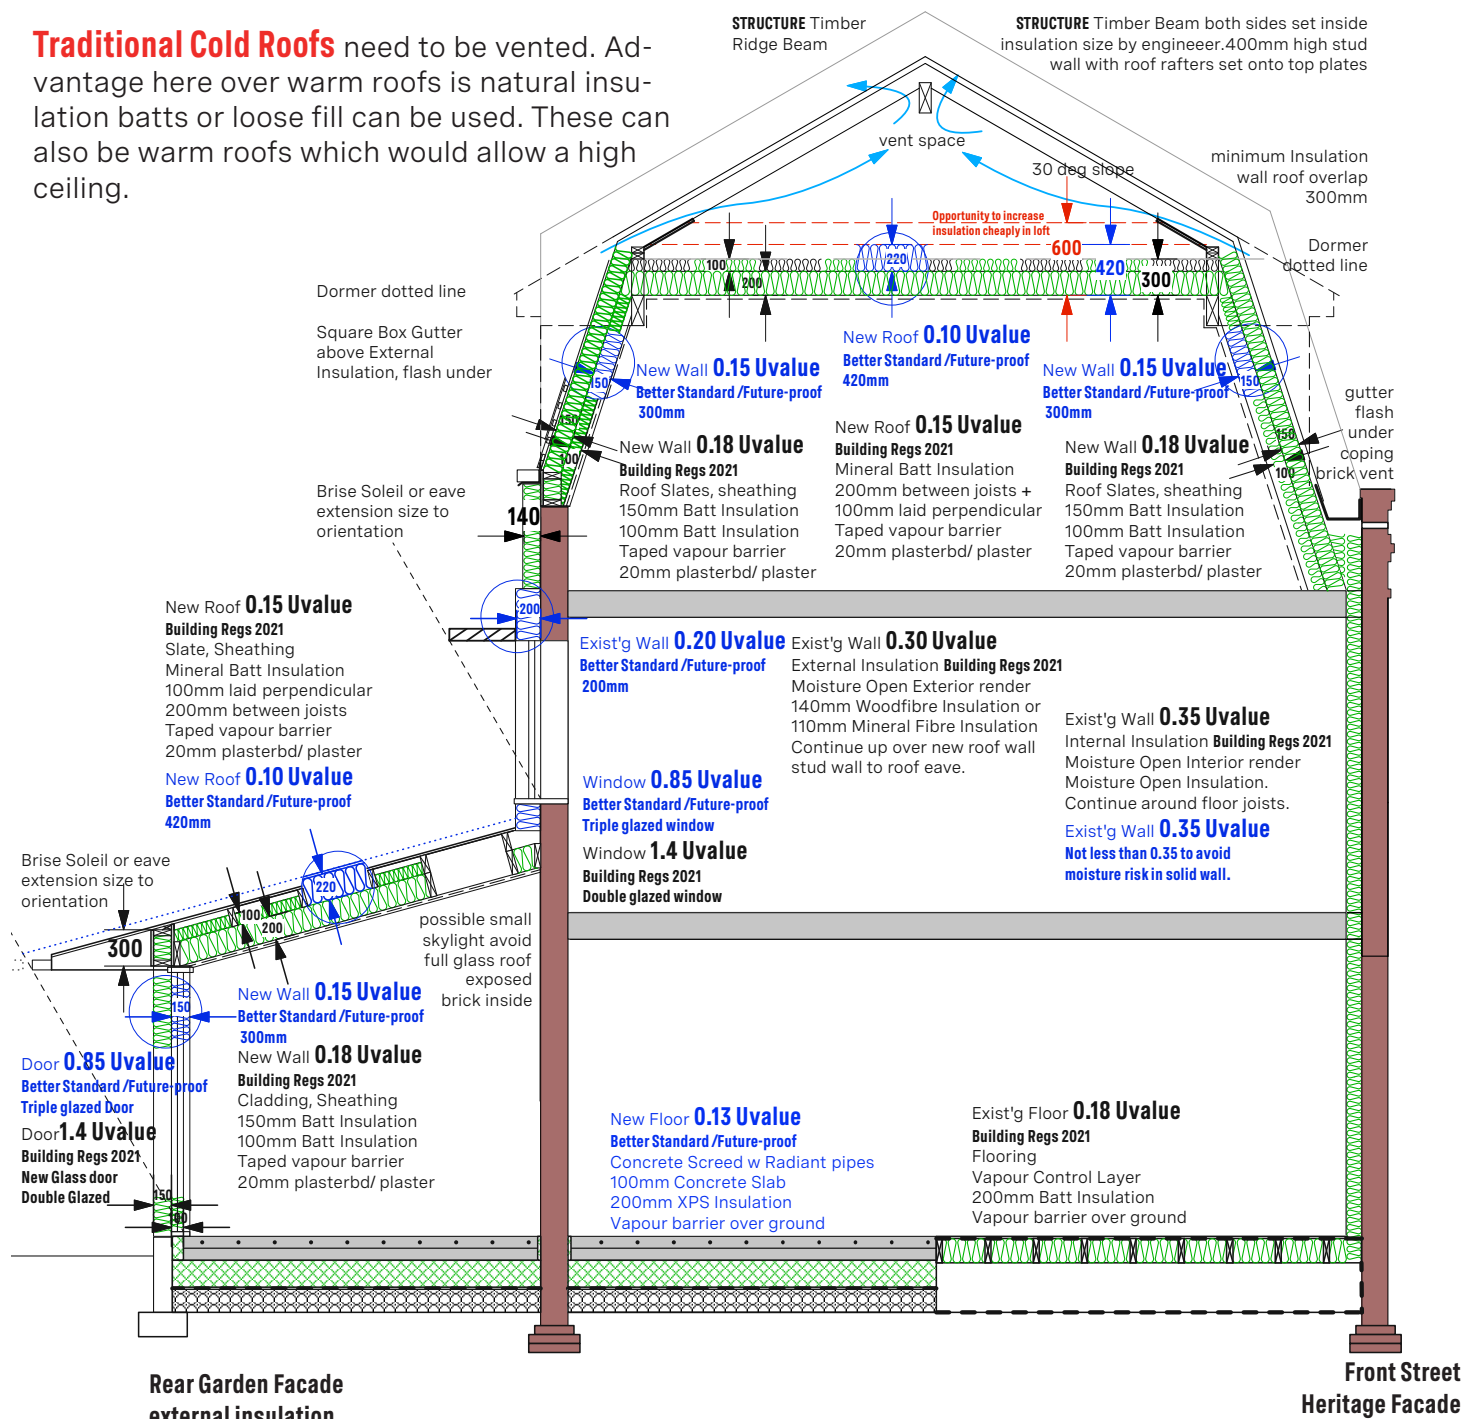 Traditional Cold Roofs need to be vented. Ad-
vantage here over warm roofs is natural insu-
lation batts or loose fill can be used. These can
also be warm roofs which would allow a high
ceiling.
STRUCTURE Timber
Ridge Beam
STRUCTURE Timber Beam both sides set inside
insulation size by engineeer.400mm high stud
wall with roof rafters set onto top plates
vent space
30 deg slope
minimum Insulation
wall roof overlap
300mm
Opportunity to increase
insulation cheaply in loft
600
420
300
220
100
200
Dormer
dotted line
Dormer dotted line
Square Box Gutter
above External
Insulation, flash under
150
150
100
New Wall 0.15 Uvalue
Better Standard /Future-proof
300mm
New Roof 0.10 Uvalue
Better Standard /Future-proof
420mm
New Wall 0.15 Uvalue
Better Standard /Future-proof
300mm
150
150
100
gutter
flash
under
coping
brick vent
New Wall 0.18 Uvalue
Building Regs 2021
Roof Slates, sheathing
150mm Batt Insulation
100mm Batt Insulation
Taped vapour barrier
20mm plasterbd/ plaster
New Roof 0.15 Uvalue
Building Regs 2021
Mineral Batt Insulation
200mm between joists +
100mm laid perpendicular
Taped vapour barrier
20mm plasterbd/ plaster
New Wall 0.18 Uvalue
Building Regs 2021
Roof Slates, sheathing
150mm Batt Insulation
100mm Batt Insulation
Taped vapour barrier
20mm plasterbd/ plaster
Brise Soleil or eave
extension size to
orientation
140
200
New Roof 0.15 Uvalue
Building Regs 2021
Slate, Sheathing
Mineral Batt Insulation
100mm laid perpendicular
200mm between joists
Taped vapour barrier
20mm plasterbd/ plaster
New Roof 0.10 Uvalue
Better Standard /Future-proof
420mm
Exist'g Wall 0.20 Uvalue
Better Standard /Future-proof
200mm
Exist'g Wall 0.30 Uvalue
External Insulation Building Regs 2021
Moisture Open Exterior render
140mm Woodfibre Insulation or
110mm Mineral Fibre Insulation
Continue up over new roof wall
stud wall to roof eave.
Exist'g Wall 0.35 Uvalue
Internal Insulation Building Regs 2021
Moisture Open Interior render
Moisture Open Insulation.
Continue around floor joists.
Exist'g Wall 0.35 Uvalue
Not less than 0.35 to avoid
moisture risk in solid wall.
Window 0.85 Uvalue
Better Standard /Future-proof
Triple glazed window
Window 1.4 Uvalue
Building Regs 2021
Double glazed window
Brise Soleil or eave
extension size to
orientation
300
100
200
220
possible small
skylight avoid
full glass roof
exposed
brick inside
150
New Wall 0.15 Uvalue
Better Standard /Future-proof
300mm
New Wall 0.18 Uvalue
Building Regs 2021
Cladding, Sheathing
150mm Batt Insulation
100mm Batt Insulation
Taped vapour barrier
20mm plasterbd/ plaster
Door 0.85 Uvalue
Better Standard /Future-proof
Triple glazed Door
Door 1.4 Uvalue
Building Regs 2021
New Glass door
Double Glazed
150
100
New Floor 0.13 Uvalue
Better Standard /Future-proof
Concrete Screed w Radiant pipes
100mm Concrete Slab
200mm XPS Insulation
Vapour barrier over ground
Exist'g Floor 0.18 Uvalue
Building Regs 2021
Flooring
Vapour Control Layer
200mm Batt Insulation
Vapour barrier over ground
Rear Garden Facade
external insulation
Front Street
Heritage Facade